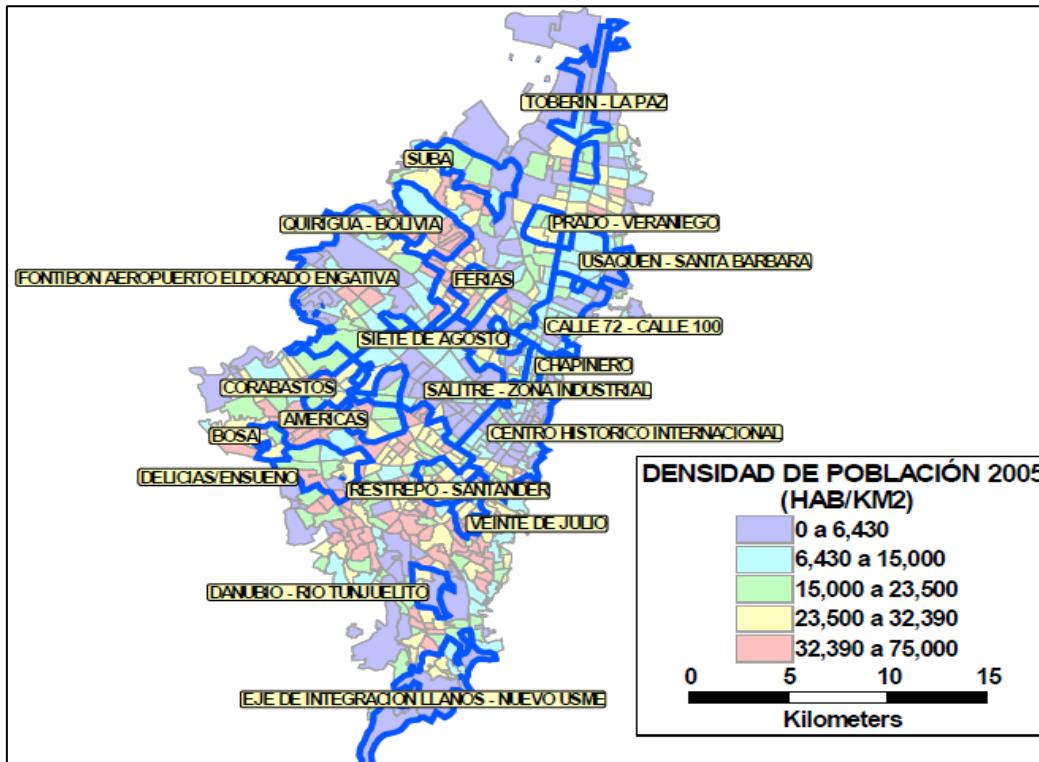 TOBERIN - LA PAZ
SUBA
QUIRIGUA - BOLIVIA
PRADO - VERANIEGO
USAQUEN - SANTA BARBARA
FONTIBON AEROPUERTO ELDORADO ENGATIVA
FERIAS
CALLE 72 - CALLE 100
SIETE DE AGOSTO
CHAPINERO
CORABASTOS
SALITRE - ZONA INDUSTRIAL
AMERICAS
BOSA
CENTRO HISTORICO INTERNACIONAL
DELICIAS/ENSUENO
RESTREPO - SANTANDER
VEINTE DE JULIO
DANUBIO - RIO TUNJUELITO
EJE DE INTEGRACION LLANOS - NUEVO USME
DENSIDAD DE POBLACIÓN 2005
(HAB/KM2)
0 a 6,430
6,430 a 15,000
15,000 a 23,500
23,500 a 32,390
32,390 a 75,000
0 5 10 15
Kilometers